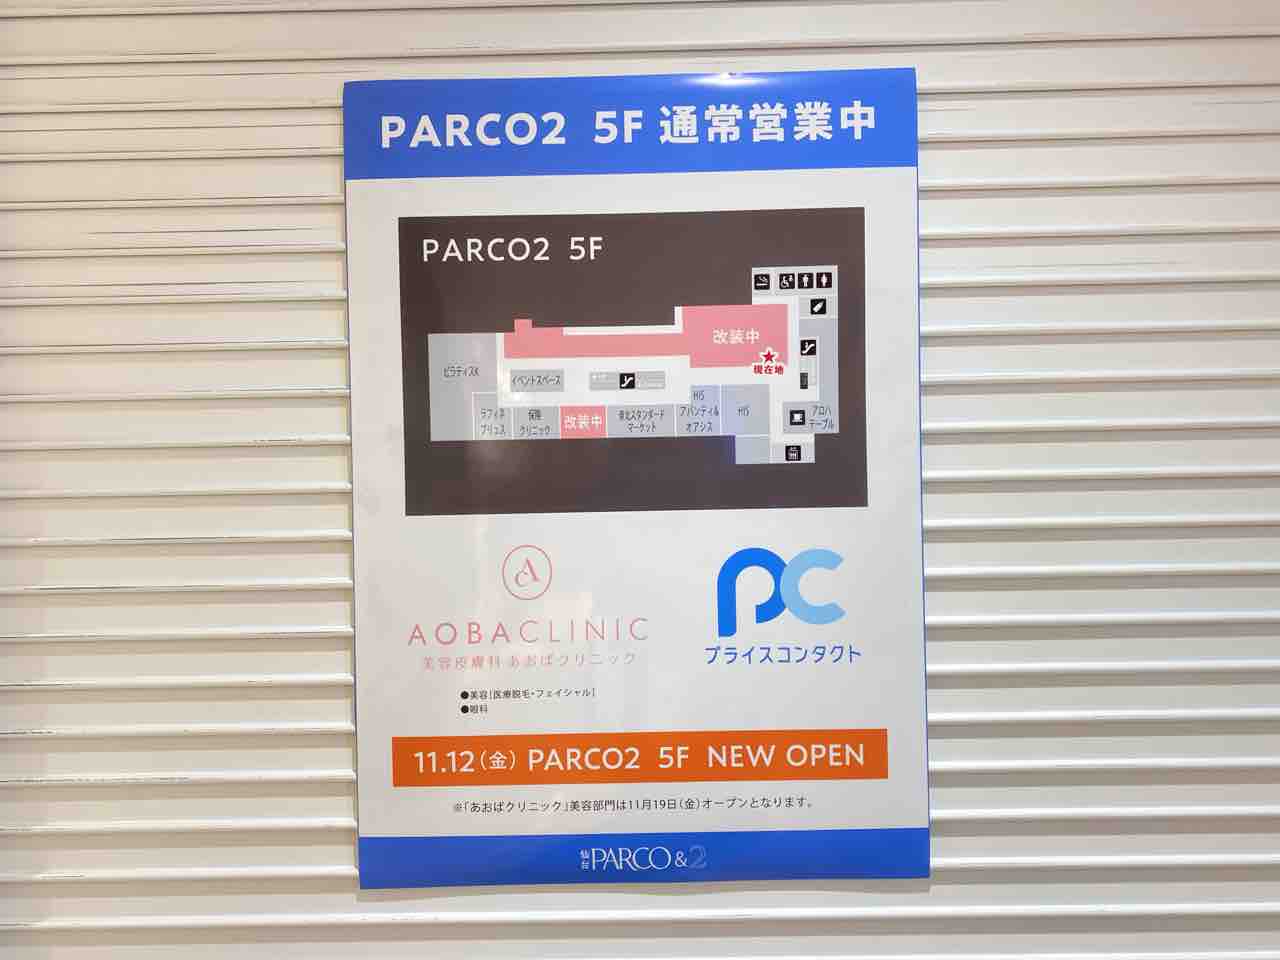 PARCO2 5F 通常営業中
PARCO2 5F
改装中
現在地
ピラティスK
イベントスペース
ラフィネ
プリュス
保険
クリニック
改装中
東北スタンダード
マーケット
HIS
アバンティ&
オアシス
HIS
アロハ
テーブル
AOBACLINIC
美容皮膚科 あおばクリニック
●美容[医療脱毛・フェイシャル]
●眼科
PC
プライスコンタクト
11.12(金) PARCO2 5F NEW OPEN
※「あおばクリニック」美容部門は11月19日(金)オープンとなります。
仙台PARCO&2